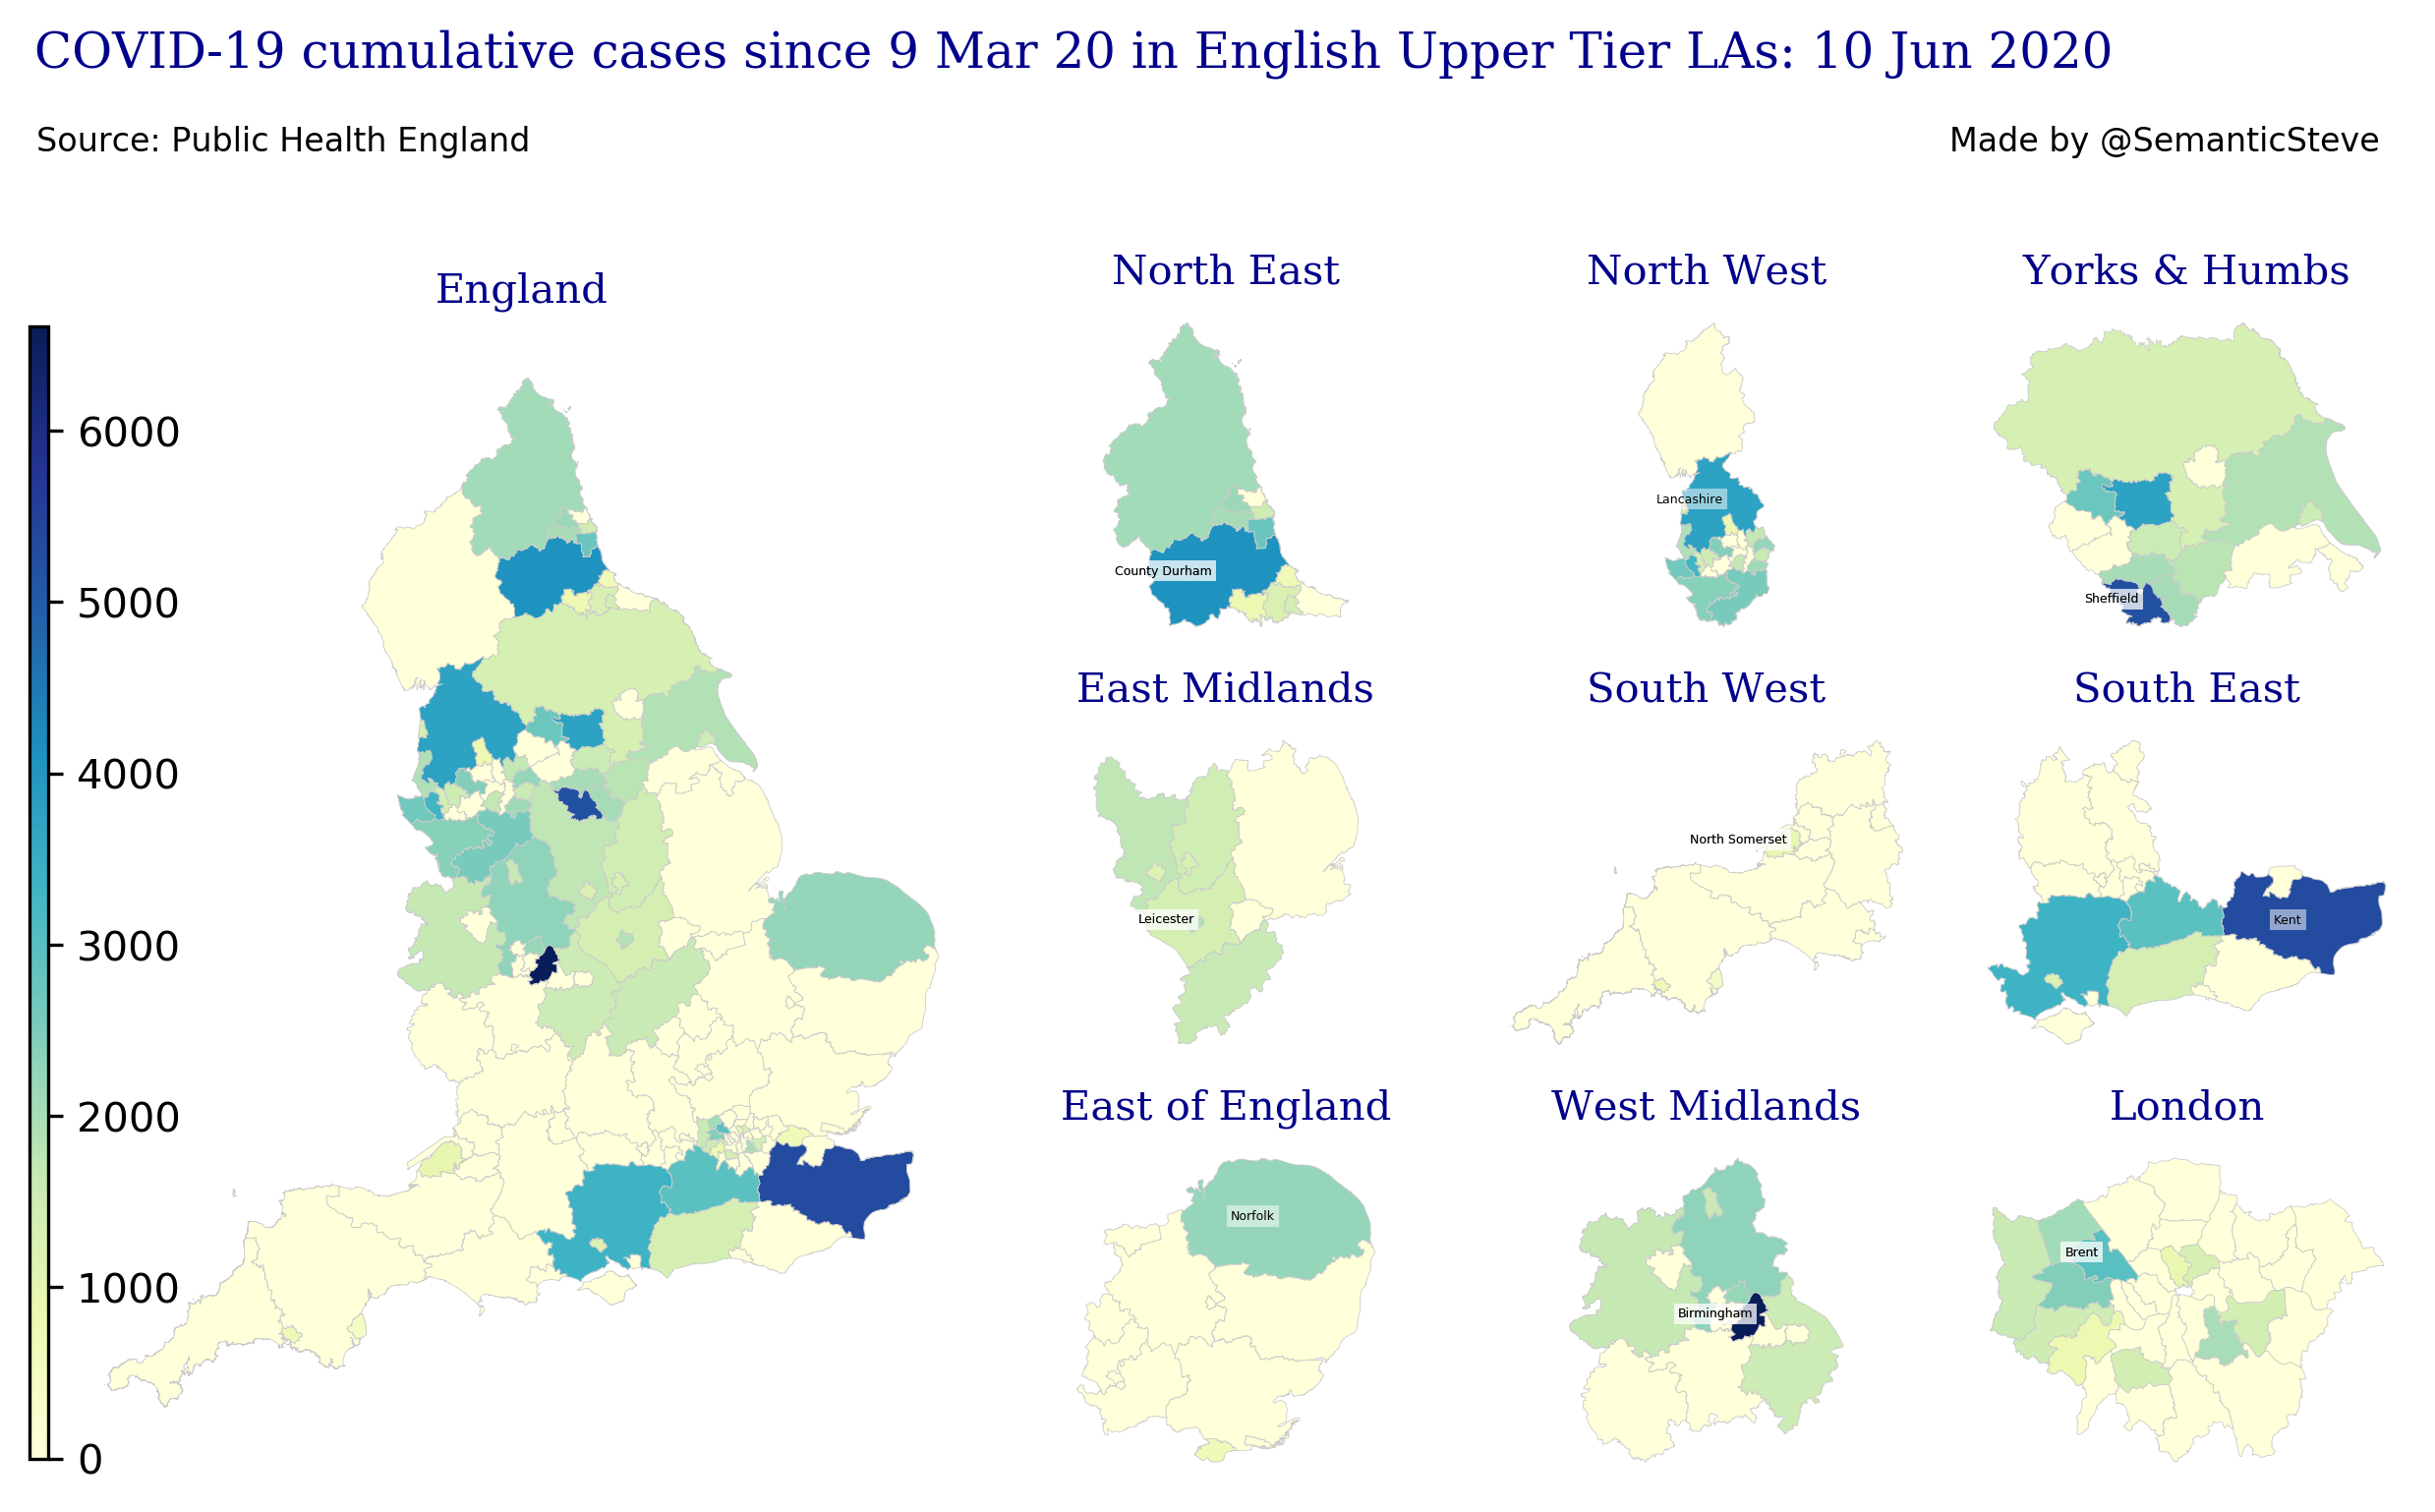 COVID-19 cumulative cases since 9 Mar 20 in English Upper Tier LAs: 10 Jun 2020
Source: Public Health England
Made by @SemanticSteve
England
6000
5000
4000
3000
2000
1000
0
North East
County Durham
North West
Lancashire
Yorks & Humbs
Sheffield
East Midlands
Leicester
South West
North Somerset
South East
Kent
East of England
Norfolk
West Midlands
Birmingham
London
Brent